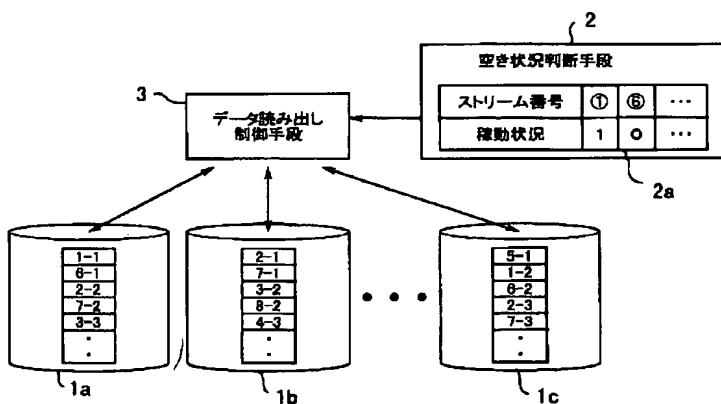 2
空き状況判断手段
ストリーム番号 ① ⑥ ・・・
稼動状況 1 0 ・・・
2a
3
データ読み出し
制御手段
1-1
6-1
2-2
7-2
3-3
1a
2-1
7-1
3-2
8-2
4-3
1b
5-1
1-2
6-2
2-3
7-3
1c